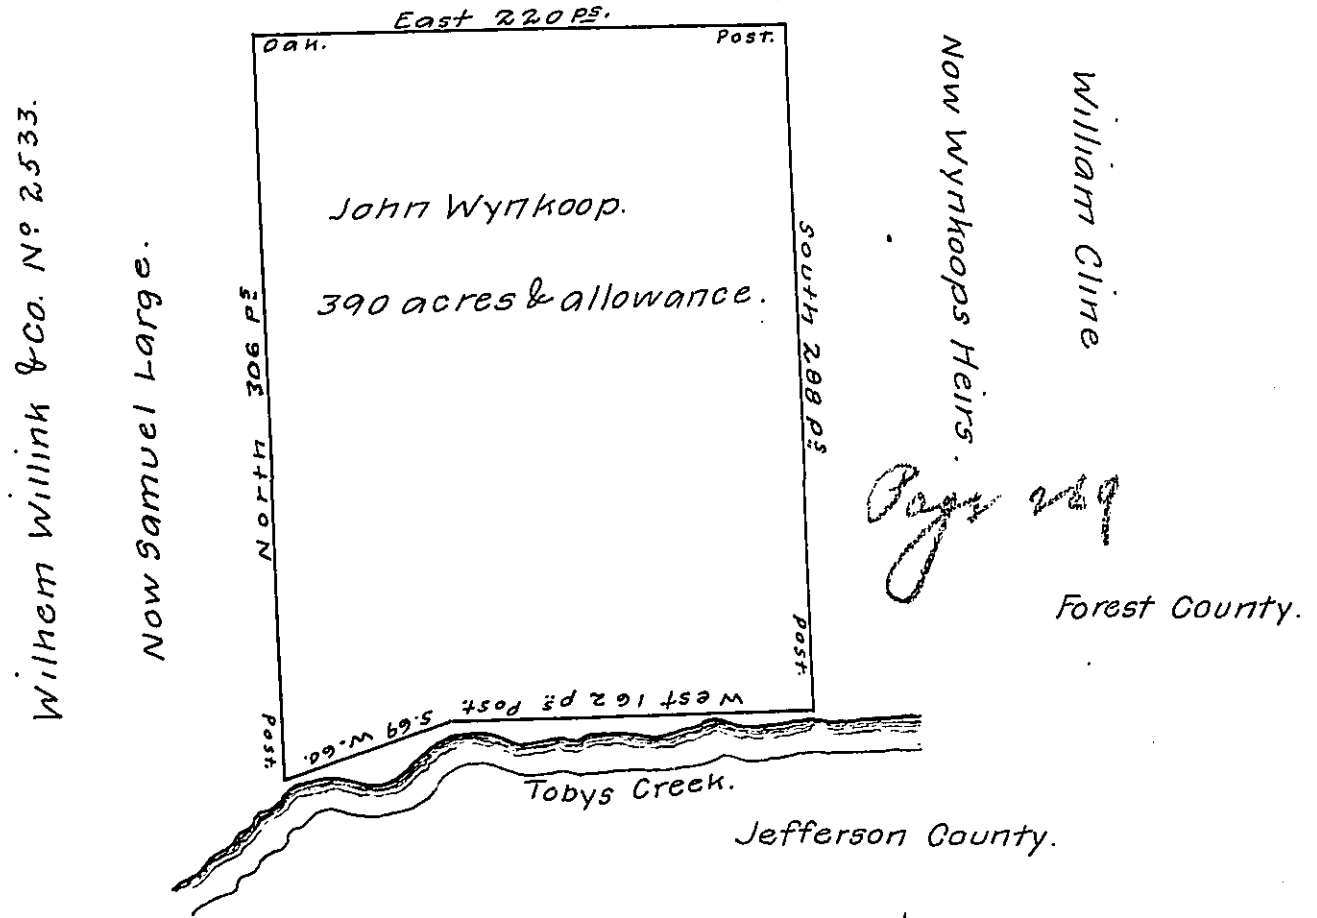 East 220 Ps.
Oak.
Post.
John Wynkoop.
390 acres & allowance.
North 306 Ps
South 288 Ps
Post.
West 162 ps Post.
S.69 W.60.
Post.
Wilhem Willink & Co. No 2533.
Now Samuel Large.
Now Wynkoops Heirs.
William Cline
Page
Forest County.
Tobys Creek.
Jefferson County.